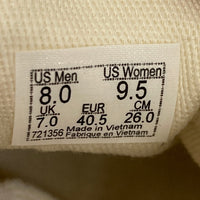 US Men US Women
8.0 9.5
UK EUR CM
7.0 40.5 26.0
721356 Made in Vietnam
Fabrique en Vietnam